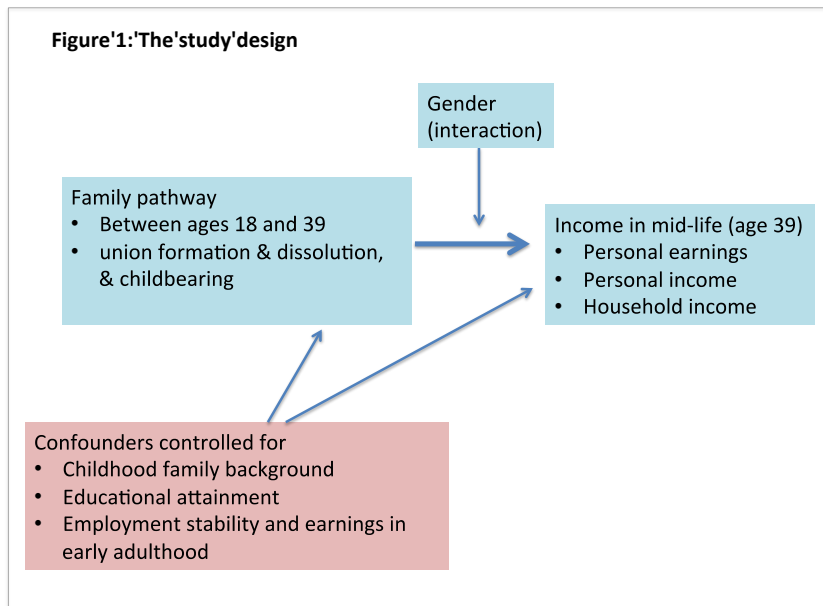 Figure'1:'The'study'design
Gender
(interaction)
Family pathway
• Between ages 18 and 39
• union formation & dissolution,
& childbearing
Income in mid-life (age 39)
• Personal earnings
• Personal income
• Household income
Confounders controlled for
• Childhood family background
• Educational attainment
• Employment stability and earnings in
early adulthood